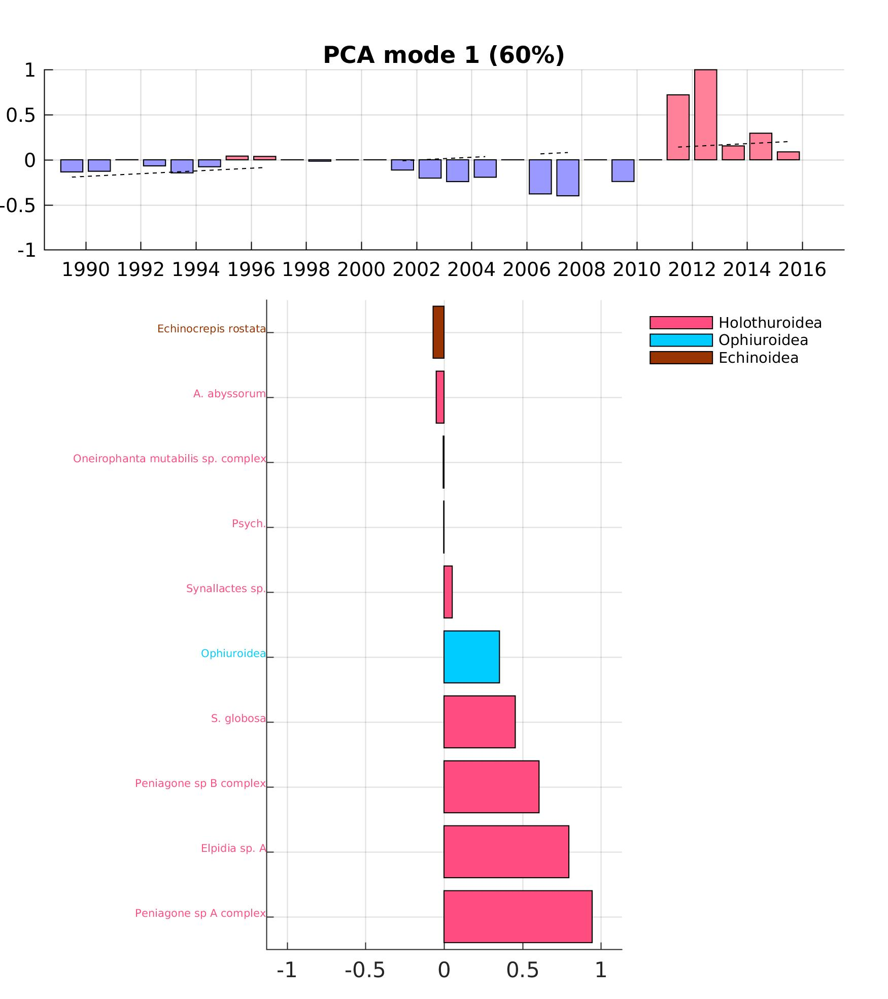 PCA mode 1 (60%)
1
0.5
0
-0.5
-1
1990 1992 1994 1996 1998 2000 2002 2004 2006 2008 2010 2012 2014 2016
Echinocrepis rostata
A. abyssorum
Oneirophanta mutabilis sp. complex
Psych.
Synallactes sp.
Ophiuroidea
S. globosa
Peniagone sp B complex
Elpidia sp. A
Peniagone sp A complex
-1 -0.5 0 0.5 1
Holothuroidea
Ophiuroidea
Echinoidea